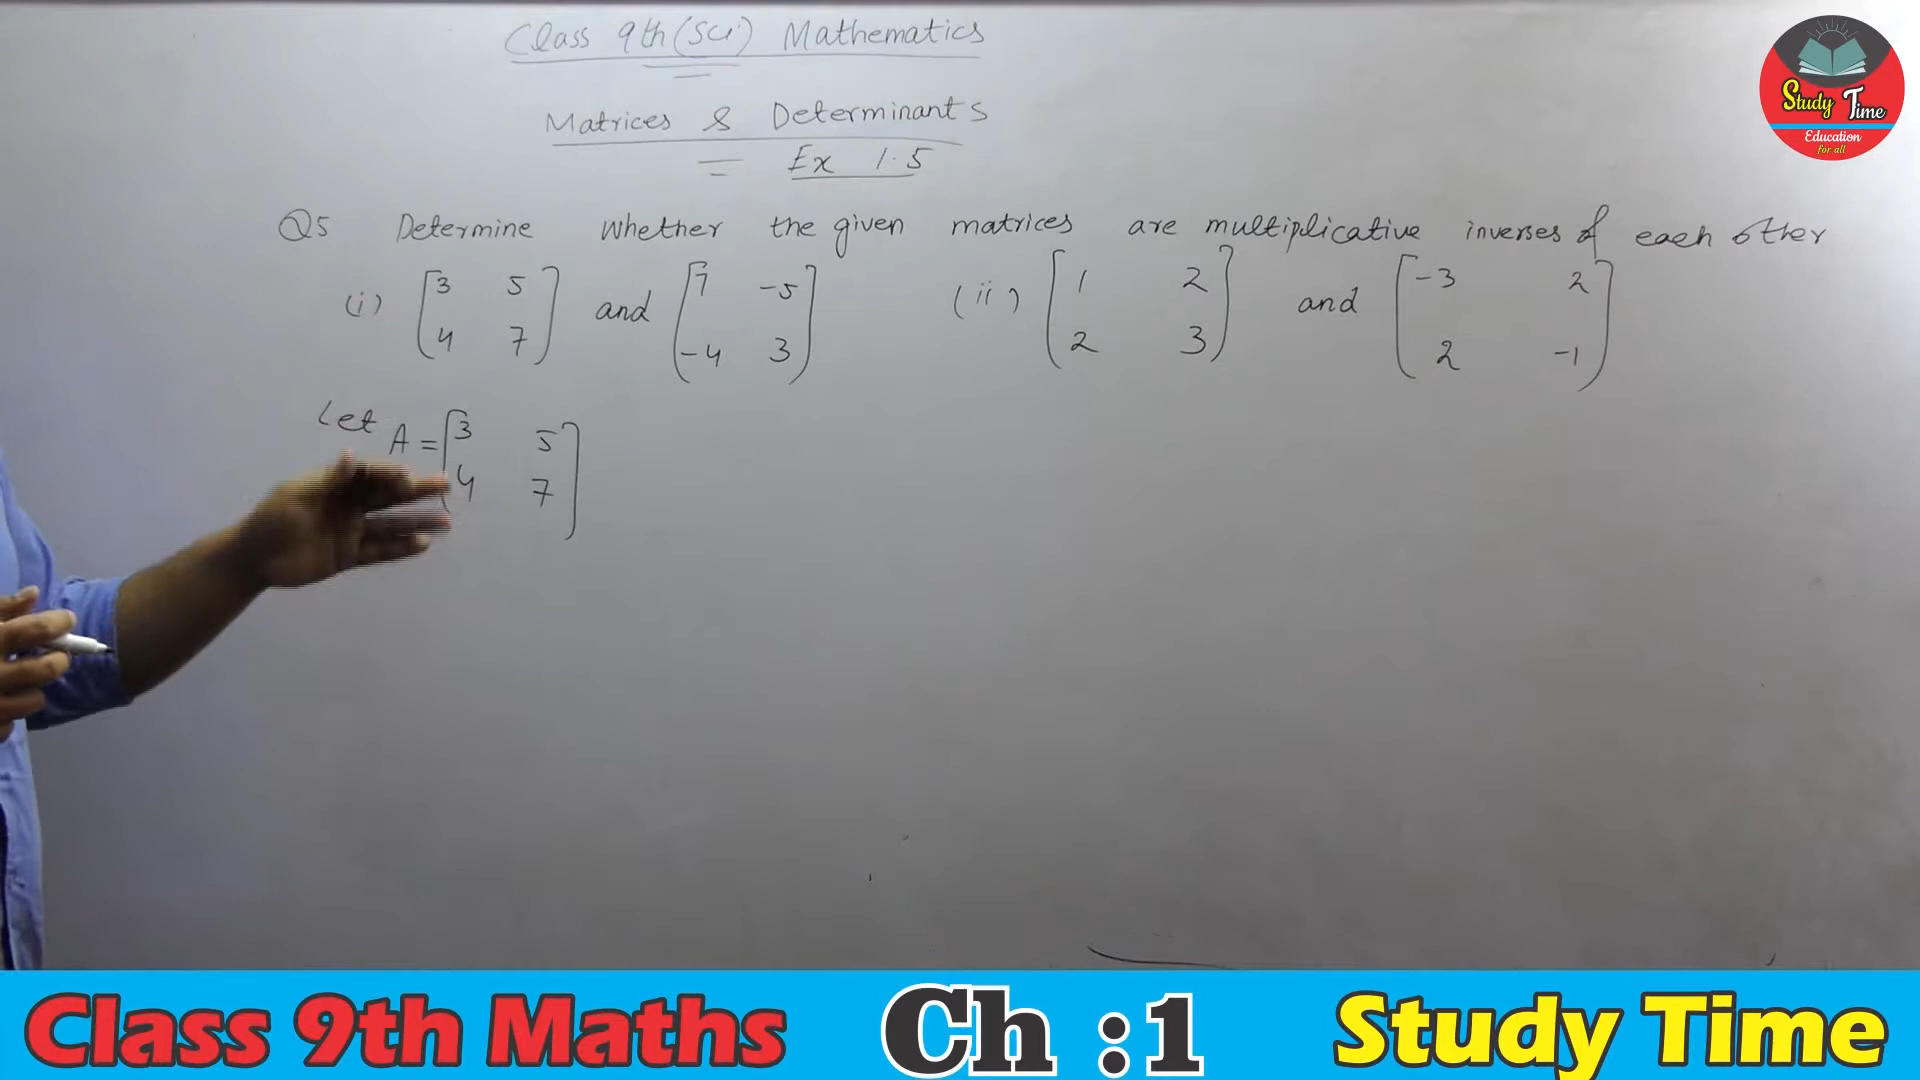 Class 9th (Sci) Mathematics
Matrices & Determinants
Ex 1.5
Q5 Determine whether the given matrices are multiplicative inverses of each other
(i) [3 5 and [7 -5 (ii) [1 2 and [-3 2
4 7] -4 3] 2 3] 2 -1]
Let A = [3 5
4 7]
Study Time
Education
for all
Class 9th Maths Ch :1 Study Time